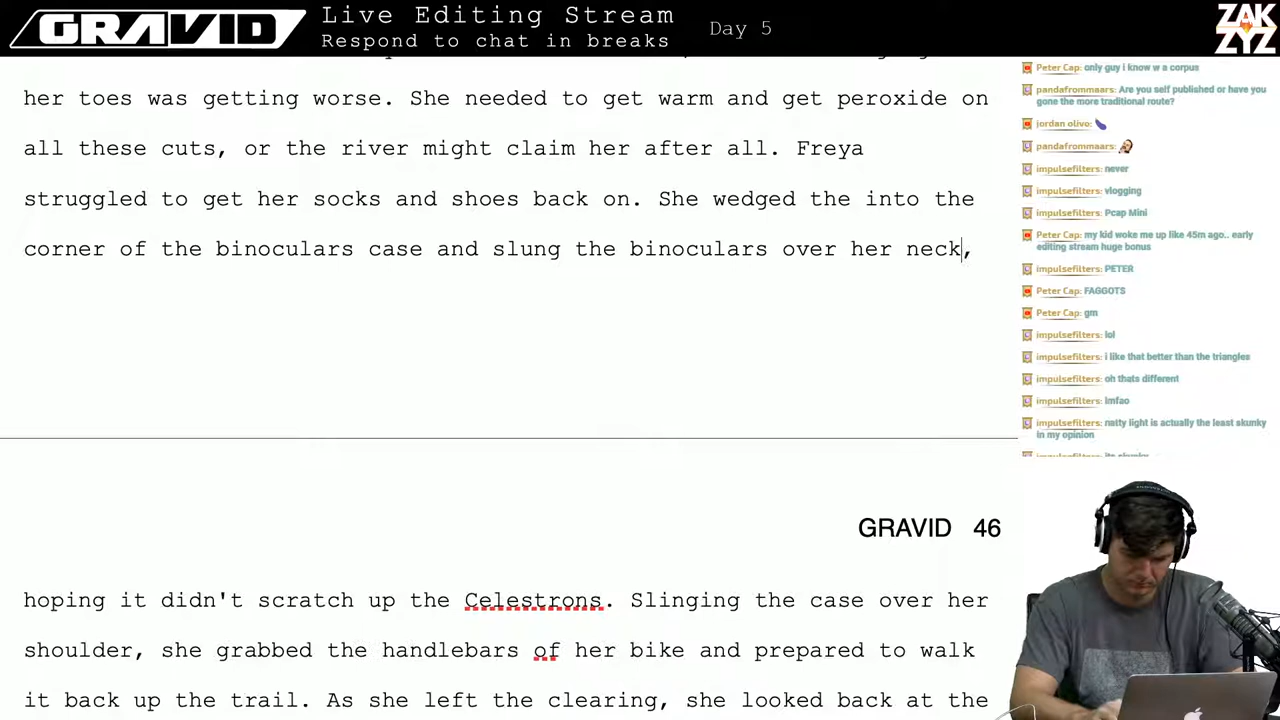 GRAVID
Live Editing Stream
Respond to chat in breaks
Day 5
ZAK
ZYZ
her toes was getting worse. She needed to get warm and get peroxide on
all these cuts, or the river might claim her after all. Freya
struggled to get her socks and shoes back on. She wedged the into the
corner of the binoculars case and slung the binoculars over her neck,
GRAVID 46
hoping it didn't scratch up the Celestrons. Slinging the case over her
shoulder, she grabbed the handlebars of her bike and prepared to walk
it back up the trail. As she left the clearing, she looked back at the
Peter Cap: only guy i know w a corpus
pandafrommaars: Are you self published or have you
gone the more traditional route?
jordan olivo:
pandafrommaars:
impulsefilters: never
impulsefilters: vlogging
impulsefilters: Pcap Mini
Peter Cap: my kid woke me up like 45m ago.. early
editing stream huge bonus
impulsefilters: PETER
Peter Cap: FAGGOTS
Peter Cap: gm
impulsefilters: lol
impulsefilters: i like that better than the triangles
impulsefilters: oh thats different
impulsefilters: lmfao
impulsefilters: natty light is actually the least skunky
in my opinion